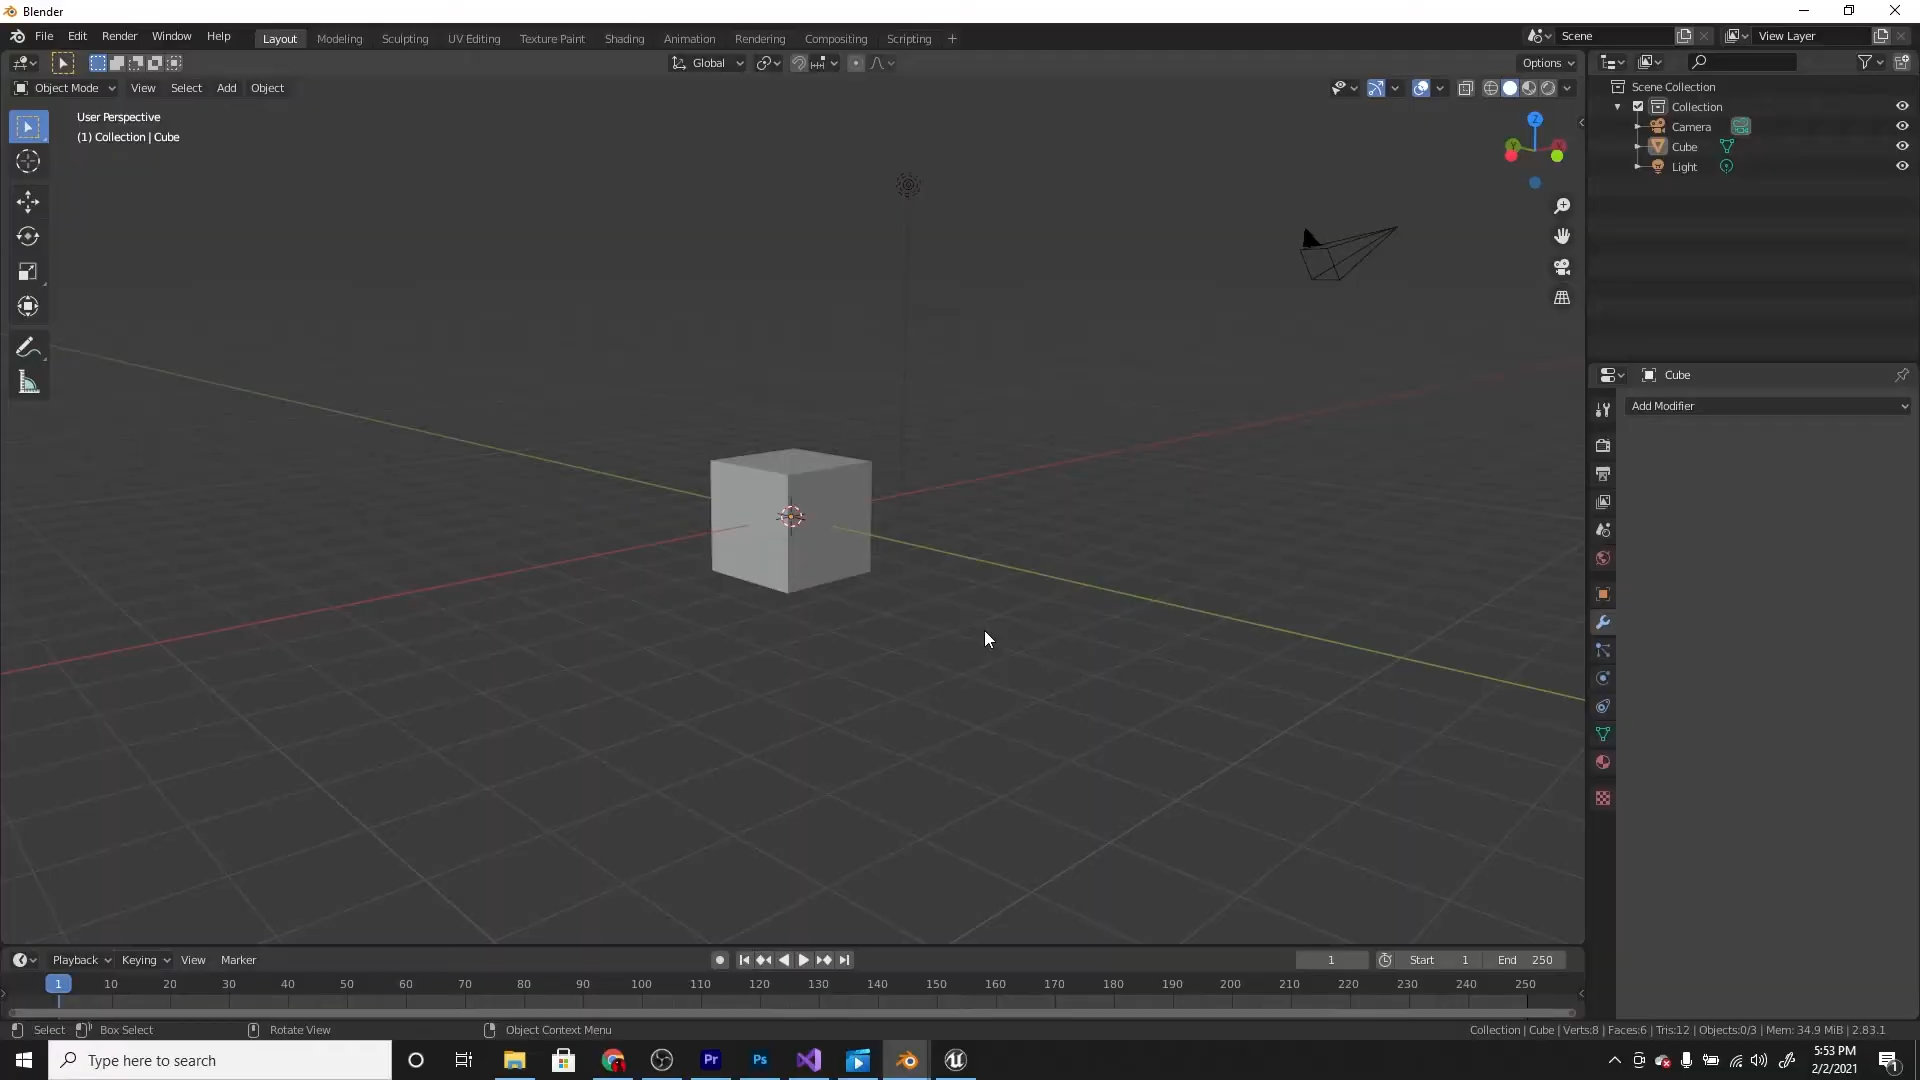 Blender
File Edit Render Window Help Layout Modeling Sculpting UV Editing Texture Paint Shading Animation Rendering Compositing Scripting + Scene View Layer
Global Options
Object Mode View Select Add Object
User Perspective
(1) Collection | Cube
Z
Y
Scene Collection
Collection
Camera
Cube
Light
Cube
Add Modifier
Playback Keying View Marker 1 Start 1 End 250
1 10 20 30 40 50 60 70 80 90 100 110 120 130 140 150 160 170 180 190 200 210 220 230 240 250
Select Box Select Rotate View Object Context Menu Collection | Cube | Verts:8 | Faces:6 | Tris:12 | Objects:0/3 | Mem: 34.9 MiB | 2.83.1
Type here to search Pr Ps
5:53 PM
2/2/2021
1